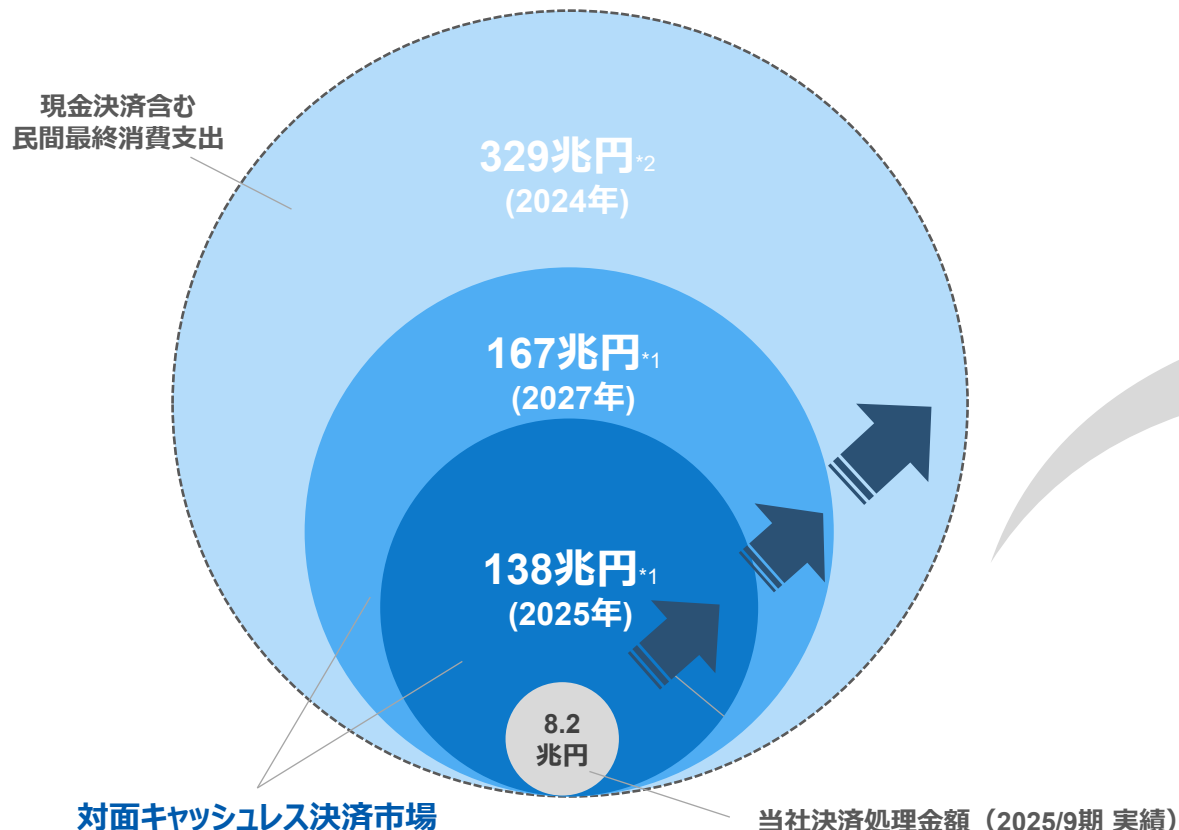 現金決済含む
民間最終消費支出
329兆円*2
(2024年)
167兆円*1
(2027年)
138兆円*1
(2025年)
8.2
兆円
対面キャッシュレス決済市場
当社決済処理金額（2025/9期 実績）